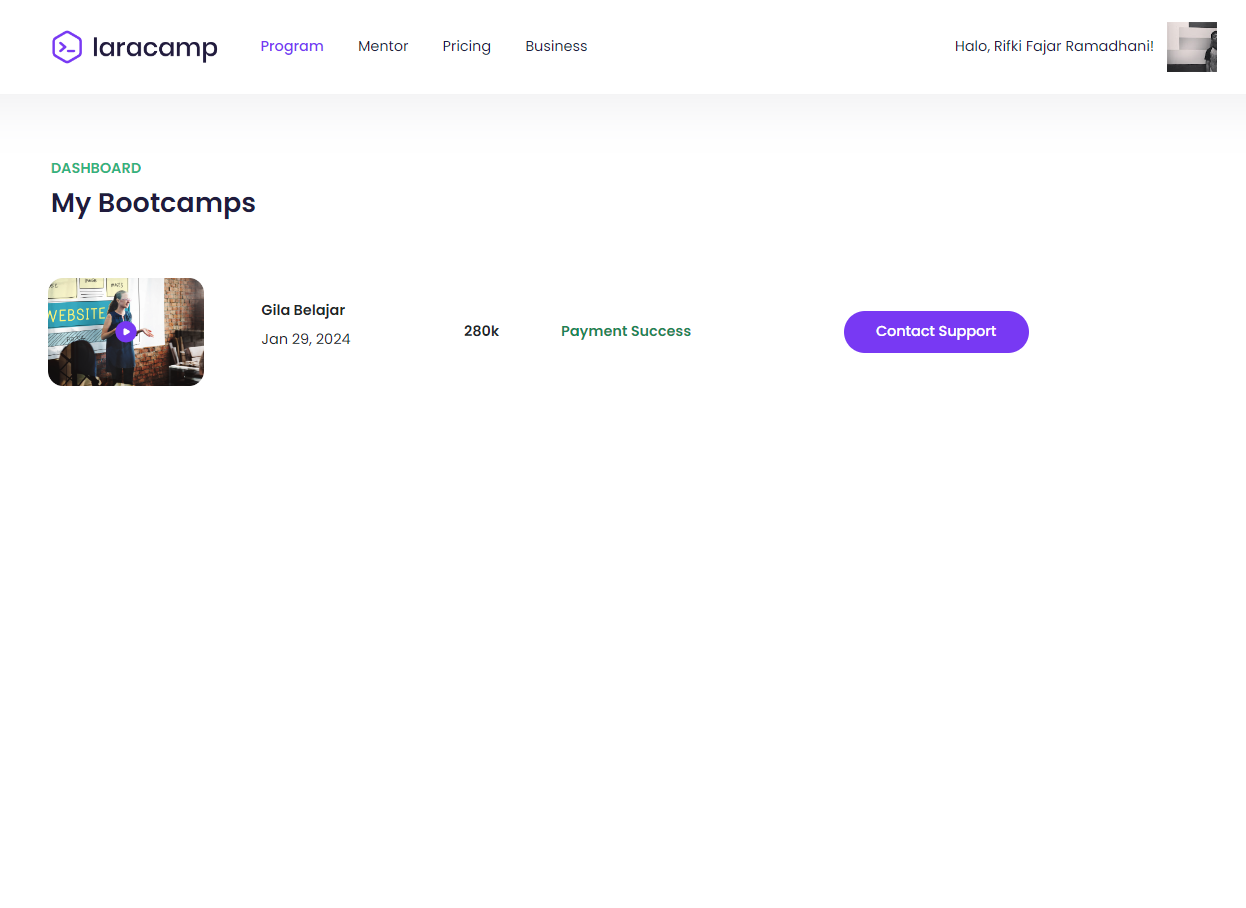 laracamp
Program
Mentor
Pricing
Business
Halo, Rifki Fajar Ramadhani!
DASHBOARD
My Bootcamps
WEBSITE
Gila Belajar
Jan 29, 2024
280k
Payment Success
Contact Support